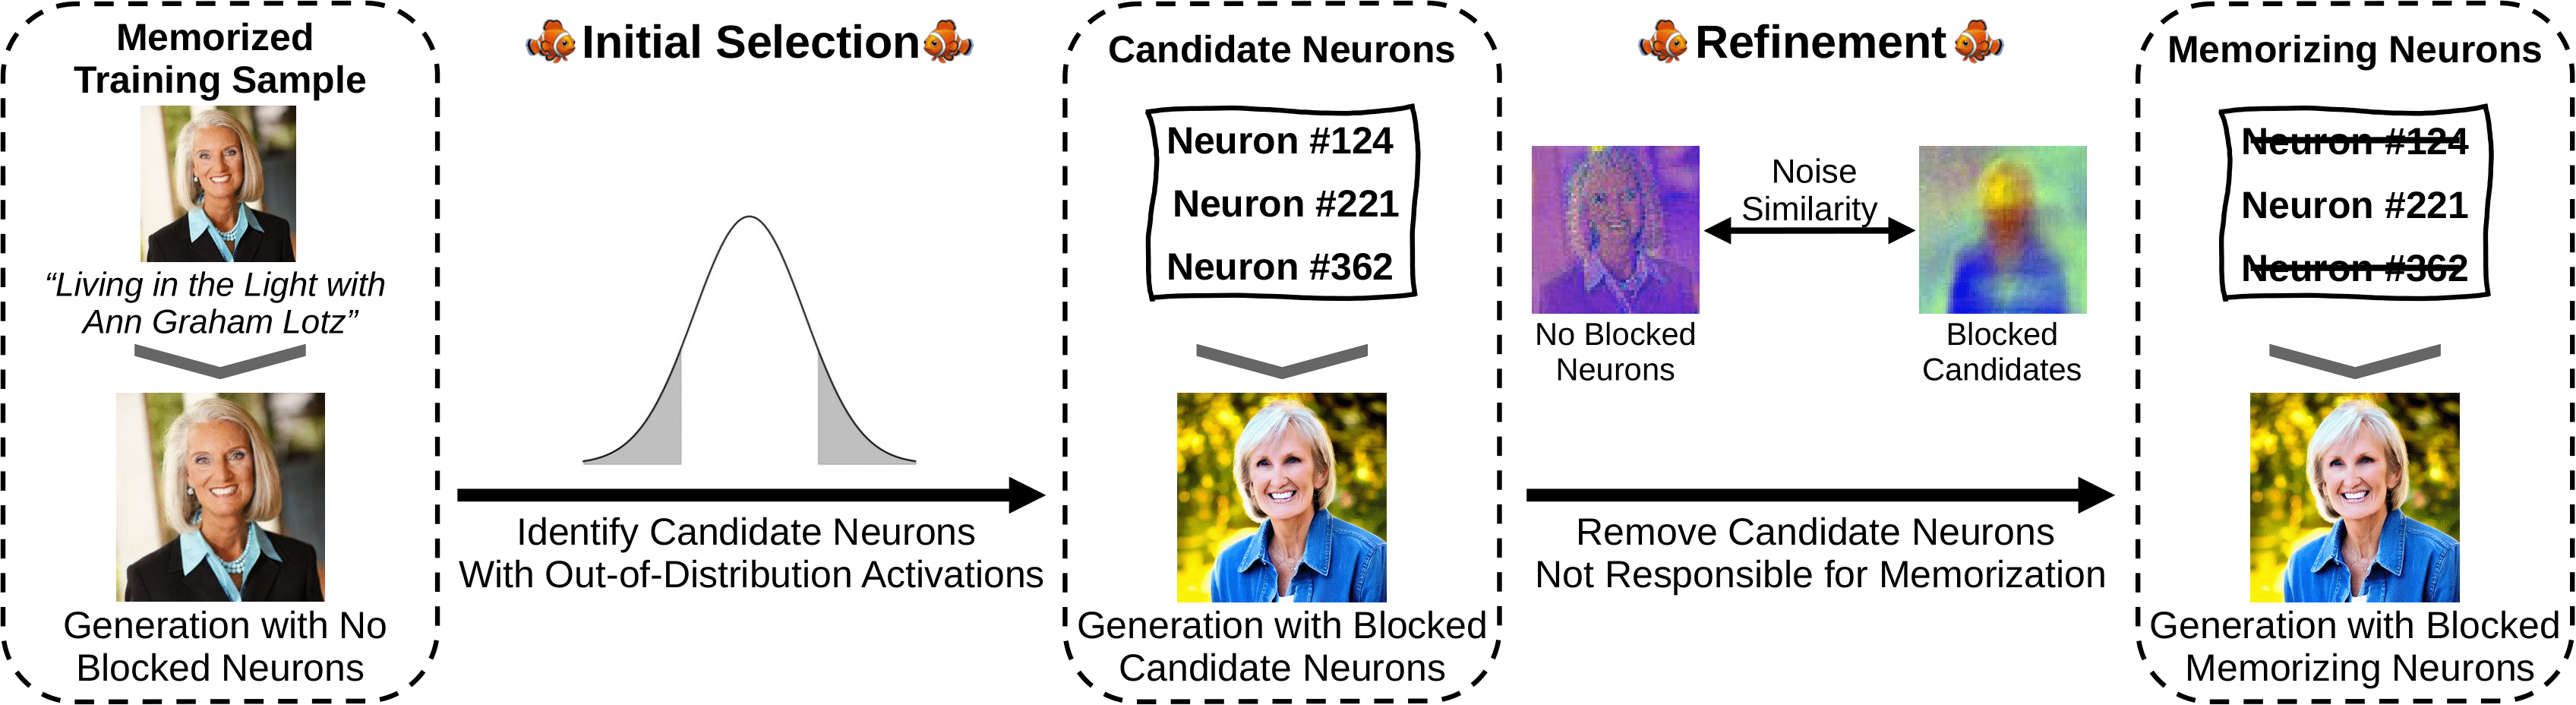 Memorized
Training Sample
“Living in the Light with
Ann Graham Lotz”
Generation with No
Blocked Neurons
Initial Selection
Identify Candidate Neurons
With Out-of-Distribution Activations
Candidate Neurons
Neuron #124
Neuron #221
Neuron #362
Generation with Blocked
Candidate Neurons
Refinement
Noise
Similarity
No Blocked
Neurons
Blocked
Candidates
Remove Candidate Neurons
Not Responsible for Memorization
Memorizing Neurons
Neuron #124
Neuron #221
Neuron #362
Generation with Blocked
Memorizing Neurons